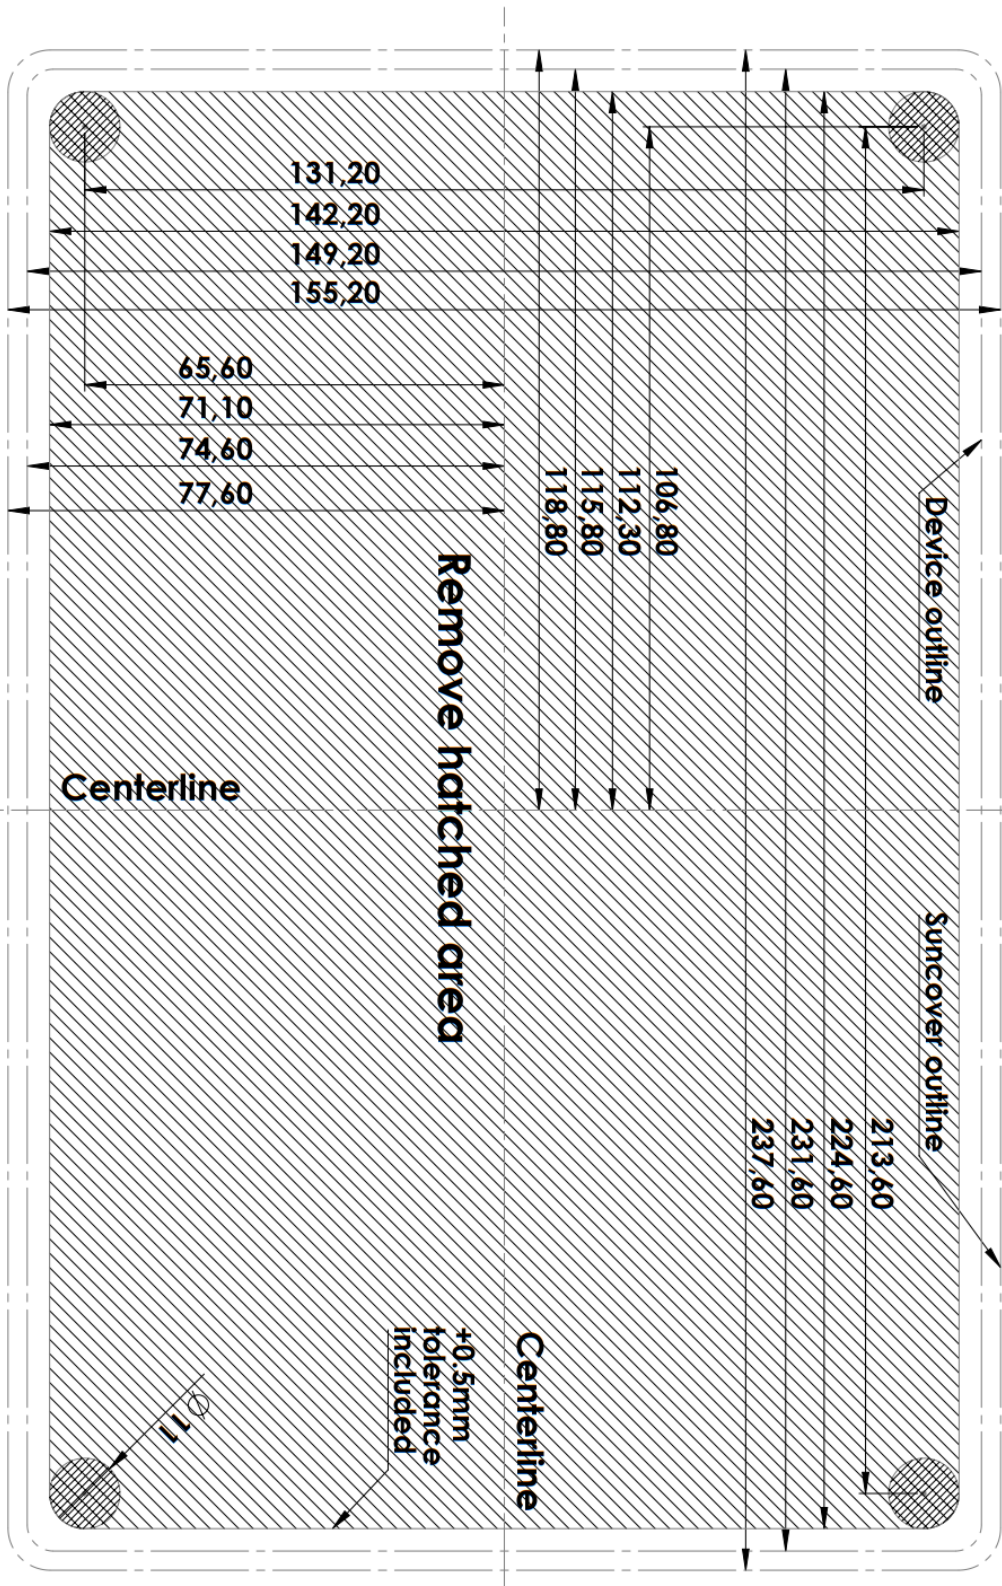 131,20
142,20
149,20
155,20
65,60
71,10
74,60
77,60
106,80
112,30
115,80
118,80
Device outline
Remove hatched area
Centerline
Suncover outline
213,60
224,60
231,60
237,60
Centerline
+0.5mm
tolerance
included
∅11